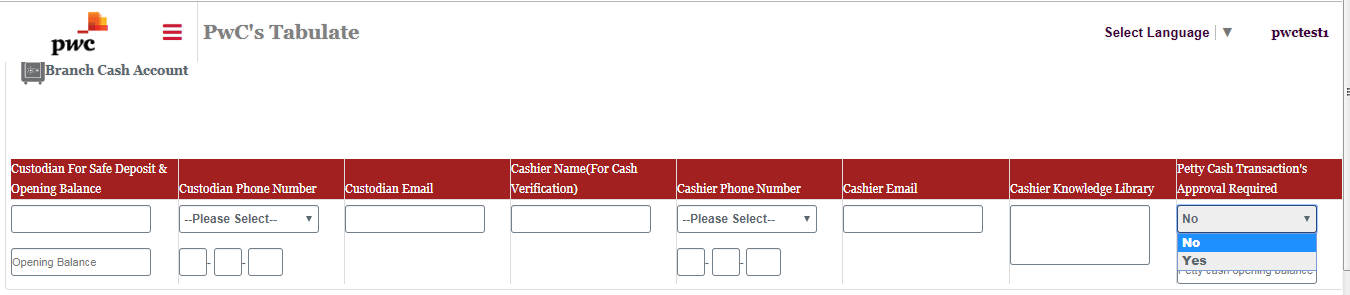 pwc
PwC's Tabulate
Select Language ▼
pwctest1
Branch Cash Account
Custodian For Safe Deposit &
Opening Balance
Custodian Phone Number
Custodian Email
Cashier Name(For Cash
Verification)
Cashier Phone Number
Cashier Email
Cashier Knowledge Library
Petty Cash Transaction's
Approval Required
--Please Select--
--Please Select--
No
No
Yes
Opening Balance
- -
- -
Petty cash opening balance